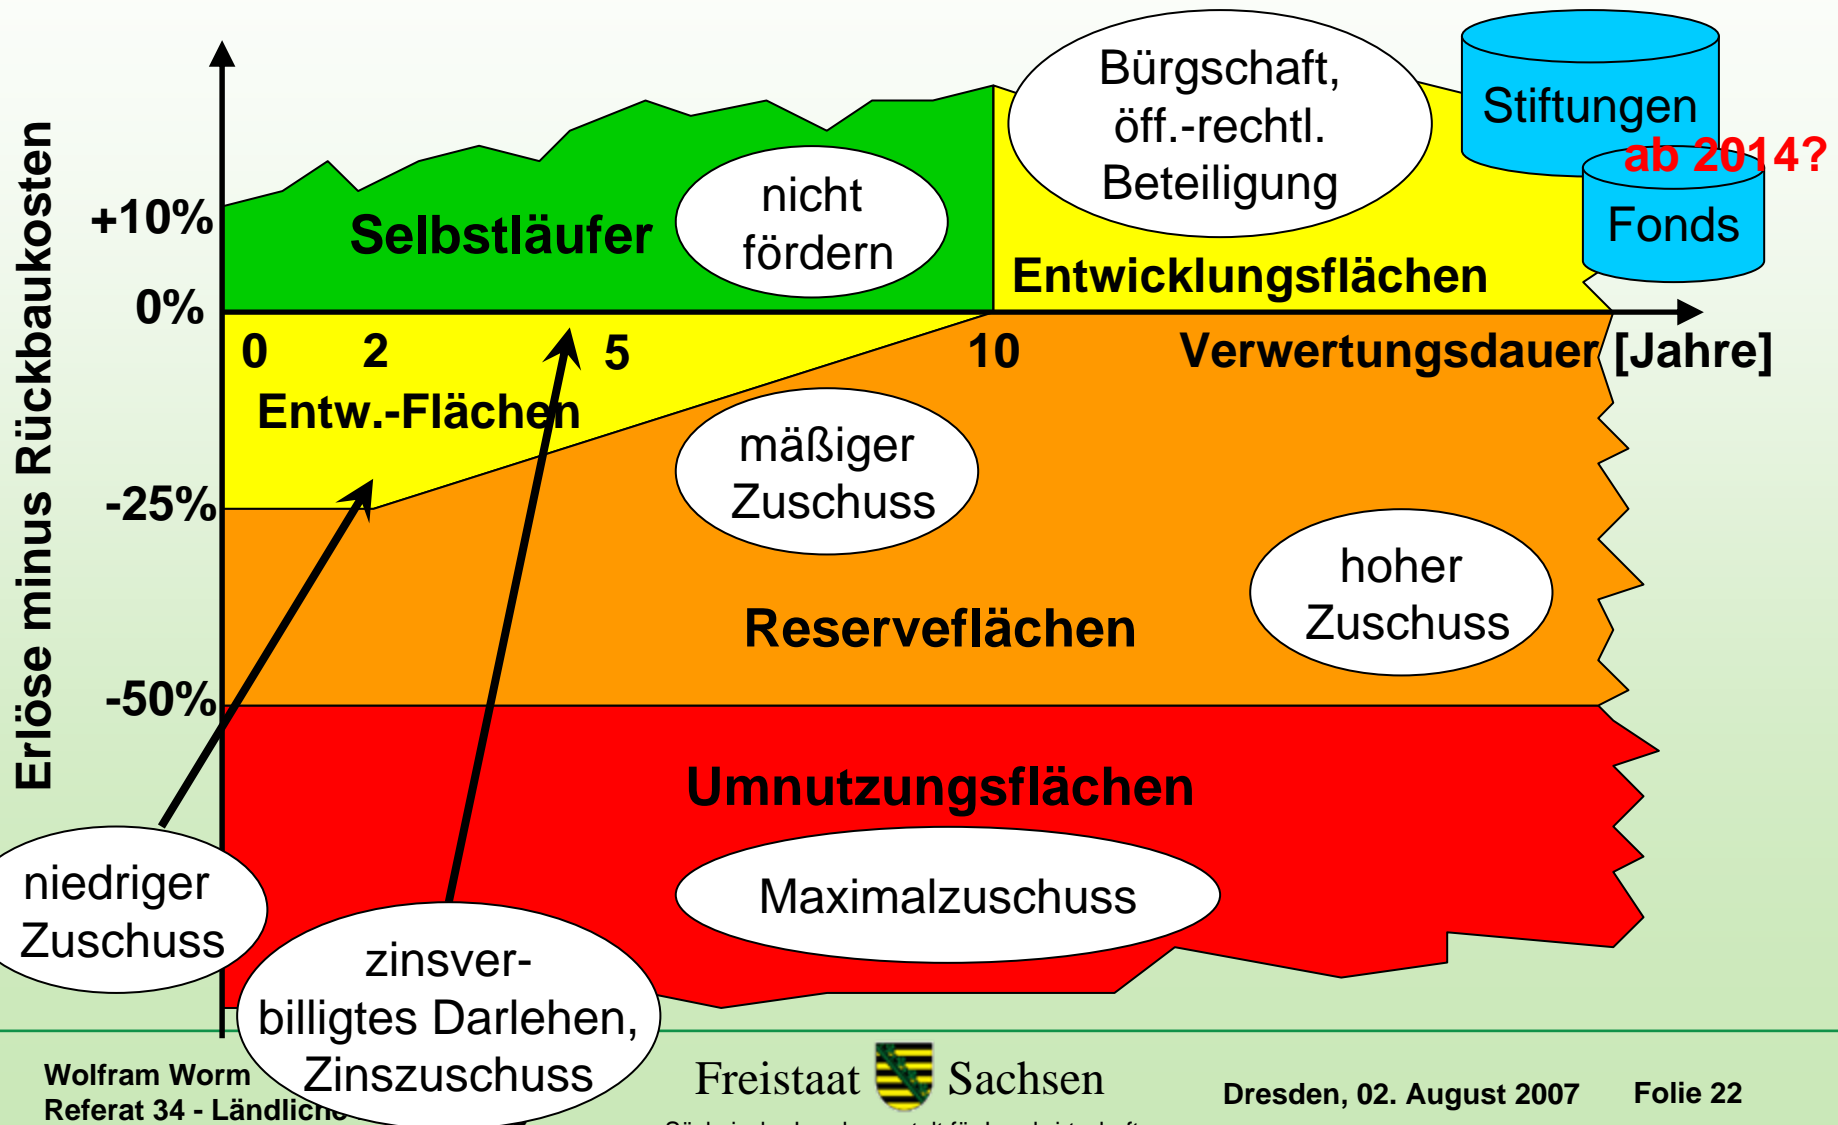 Erlöse minus Rückbaukosten
+10%
0%
-25%
-50%
Selbstläufer
nicht
fördern
Bürgschaft,
öff.-rechtl.
Beteiligung
Stiftungen
ab 2014?
Fonds
Entwicklungsflächen
0 2 5 10 Verwertungsdauer [Jahre]
Entw.-Flächen
mäßiger
Zuschuss
hoher
Zuschuss
Reserveflächen
Umnutzungsflächen
Maximalzuschuss
niedriger
Zuschuss
zinsver-
billigtes Darlehen,
Zinszuschuss
Wolfram Worm
Referat 34 - Ländliche
Freistaat Sachsen
Dresden, 02. August 2007 Folie 22